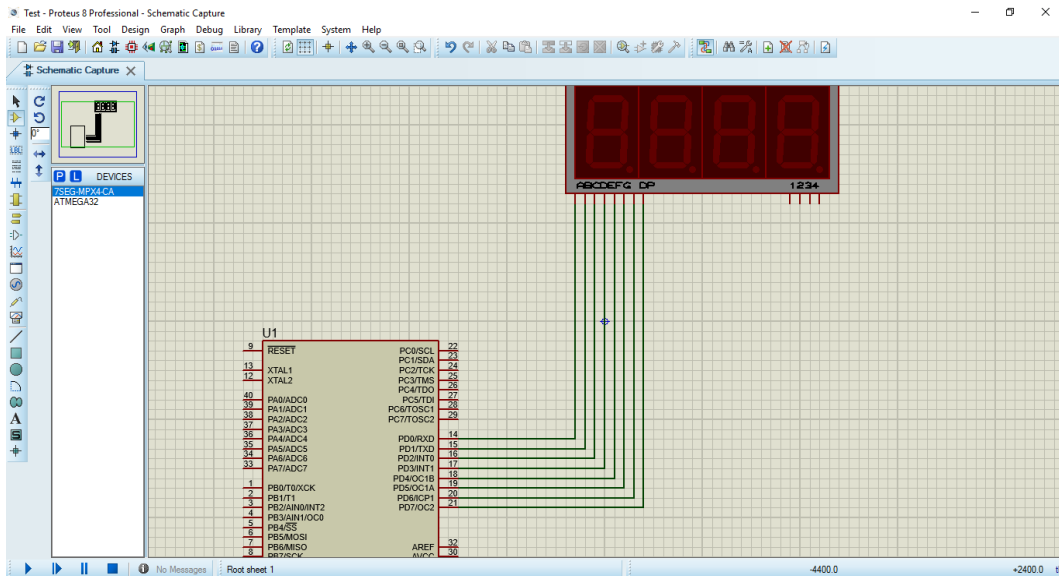 Test - Proteus 8 Professional - Schematic Capture
File Edit View Tool Design Graph Debug Library Template System Help
Schematic Capture
0°
P L DEVICES
7SEG-MPX4-CA
ATMEGA32
ABCDEFG DP
1234
U1
9 RESET
13 XTAL1
12 XTAL2
40 PA0/ADC0
39 PA1/ADC1
38 PA2/ADC2
37 PA3/ADC3
36 PA4/ADC4
35 PA5/ADC5
34 PA6/ADC6
33 PA7/ADC7
1 PB0/T0/XCK
2 PB1/T1
3 PB2/AIN0/INT2
4 PB3/AIN1/OC0
5 PB4/SS
6 PB5/MOSI
7 PB6/MISO
8 PB7/SCK
PC0/SCL 22
PC1/SDA 23
PC2/TCK 24
PC3/TMS 25
PC4/TDO 26
PC5/TDI 27
PC6/TOSC1 28
PC7/TOSC2 29
PD0/RXD 14
PD1/TXD 15
PD2/INT0 16
PD3/INT1 17
PD4/OC1B 18
PD5/OC1A 19
PD6/ICP1 20
PD7/OC2 21
AREF 32
AVCC 30
No Messages
Root sheet 1
-4400.0
+2400.0